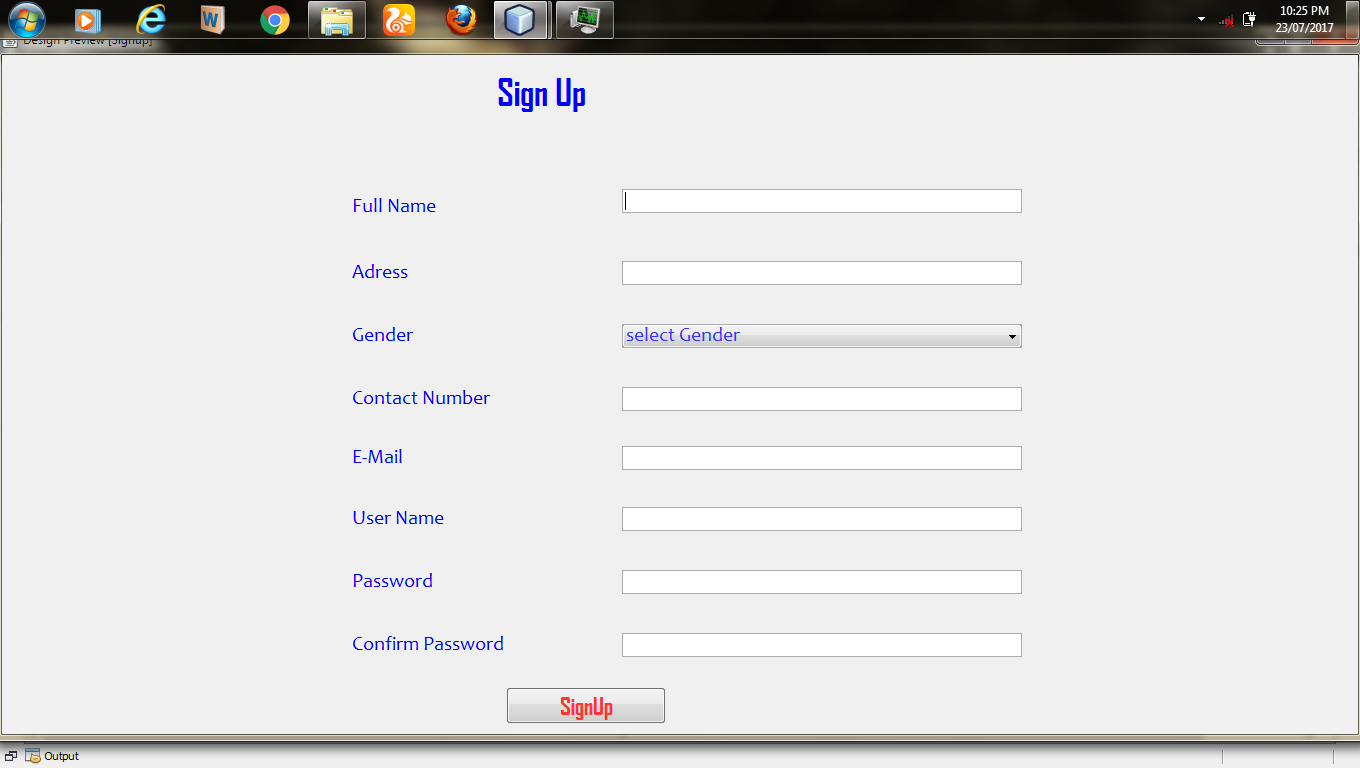 10:25 PM
23/07/2017
Design Preview [Signup]
Sign Up
Full Name
Adress
Gender
select Gender
Contact Number
E-Mail
User Name
Password
Confirm Password
SignUp
Output